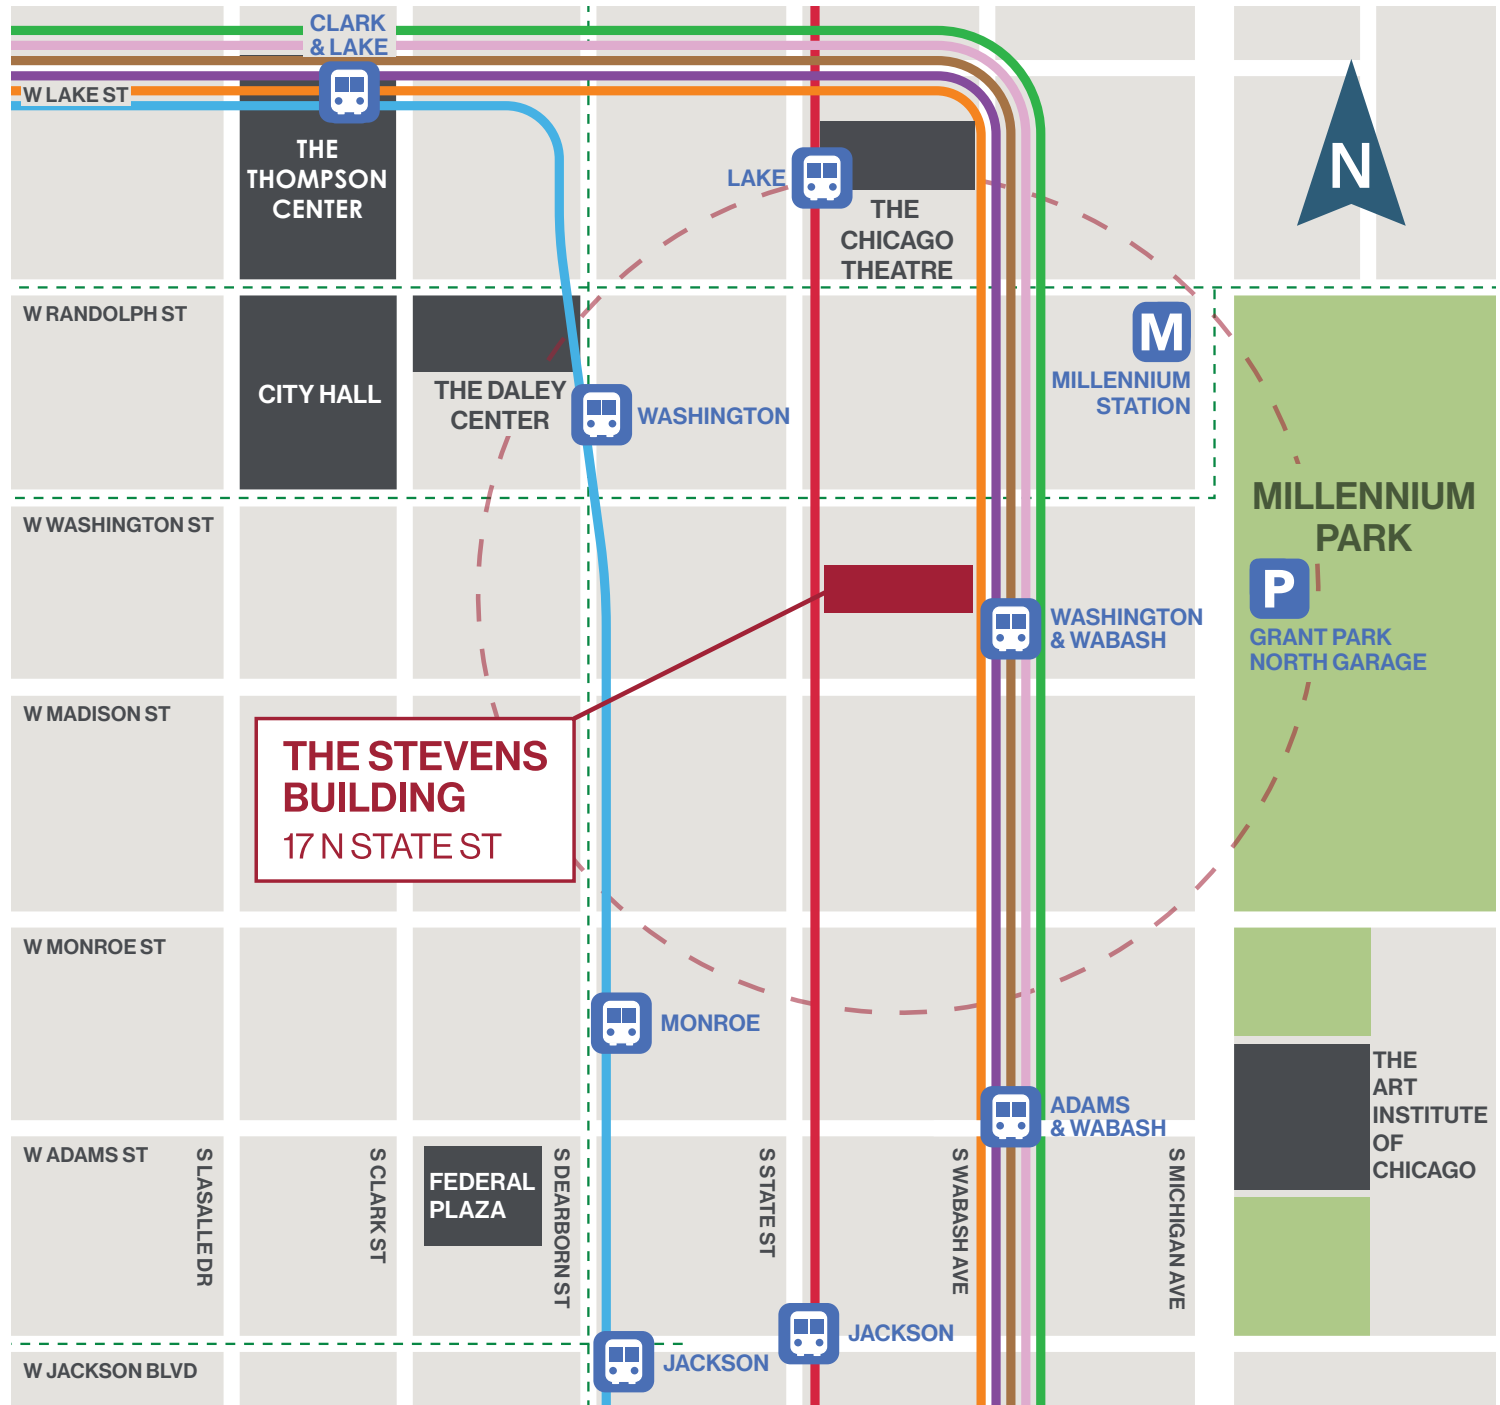 CLARK
& LAKE
W LAKE ST
THE
THOMPSON
CENTER
LAKE
THE
CHICAGO
THEATRE
N
W RANDOLPH ST
CITY HALL
THE DALEY
CENTER
WASHINGTON
M
MILLENNIUM
STATION
MILLENNIUM
PARK
W WASHINGTON ST
P
GRANT PARK
NORTH GARAGE
WASHINGTON
& WABASH
W MADISON ST
THE STEVENS
BUILDING
17 N STATE ST
W MONROE ST
MONROE
ADAMS
& WABASH
THE
ART
INSTITUTE
OF
CHICAGO
W ADAMS ST
S LASALLE DR
S CLARK ST
FEDERAL
PLAZA
S DEARBORN ST
S STATE ST
S WABASH AVE
S MICHIGAN AVE
JACKSON
JACKSON
W JACKSON BLVD